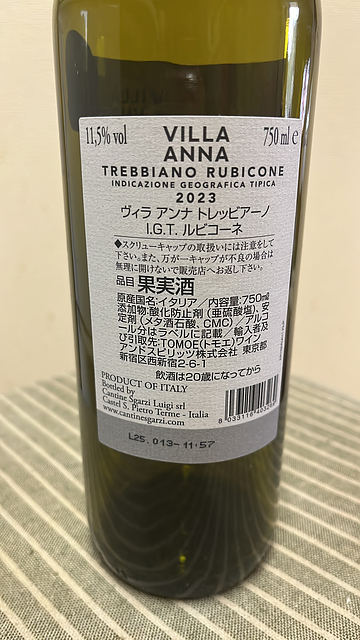 11,5% vol
VILLA
ANNA
750 ml e
TREBBIANO RUBICONE
INDICAZIONE GEOGRAFICA TIPICA
2023
ヴィラ アンナ トレッビアーノ
I.G.T. ルビコーネ
◆スクリューキャップの取扱いには注意をして
下さい。また、万がーキャップが不良の場合は
無理に開けないで販売店へお返し下さい。
品目 果実酒
原産国名:イタリア/内容量:750ml
添加物:酸化防止剤(亜硫酸塩)、安
定剤(メタ酒石酸、CMC)/アルコ
ール分はラベルに記載/輸入者及
び引取先:TOMOE(トモエ)ワイン
アンドスピリッツ株式会社 東京都
新宿区西新宿2-6-1
飲酒は20歳になってから
PRODUCT OF ITALY
Bottled by
Cantine Sgarzi Luigi srl
Castel S. Pietro Terme - Italia
www.cantinesgarzi.com
L25.013-11:57